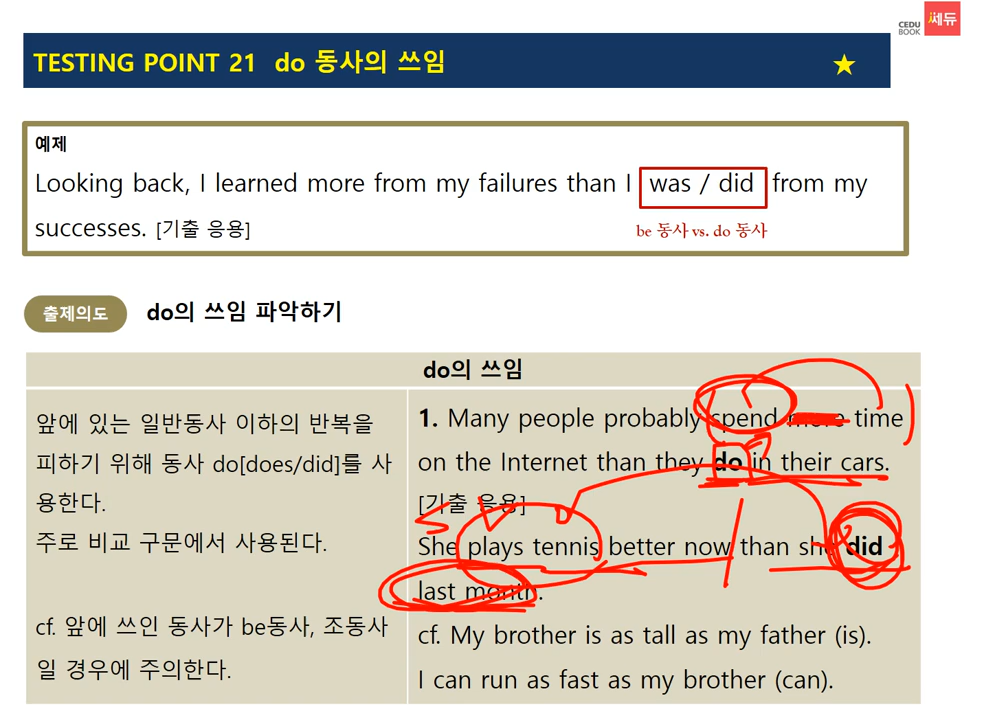 CEDU
BOOK
쎄듀
TESTING POINT 21 do 동사의 쓰임
예제
Looking back, I learned more from my failures than I was / did from my
successes. [기출 응용]
be 동사 vs. do 동사
출제의도 do의 쓰임 파악하기
do의 쓰임
앞에 있는 일반동사 이하의 반복을
피하기 위해 동사 do[does/did]를 사
용한다.
주로 비교 구문에서 사용된다.
cf. 앞에 쓰인 동사가 be동사, 조동사
일 경우에 주의한다.
1. Many people probably spend more time
on the Internet than they do in their cars.
[기출 응용]
She plays tennis better now than she did
last month.
cf. My brother is as tall as my father (is).
I can run as fast as my brother (can).